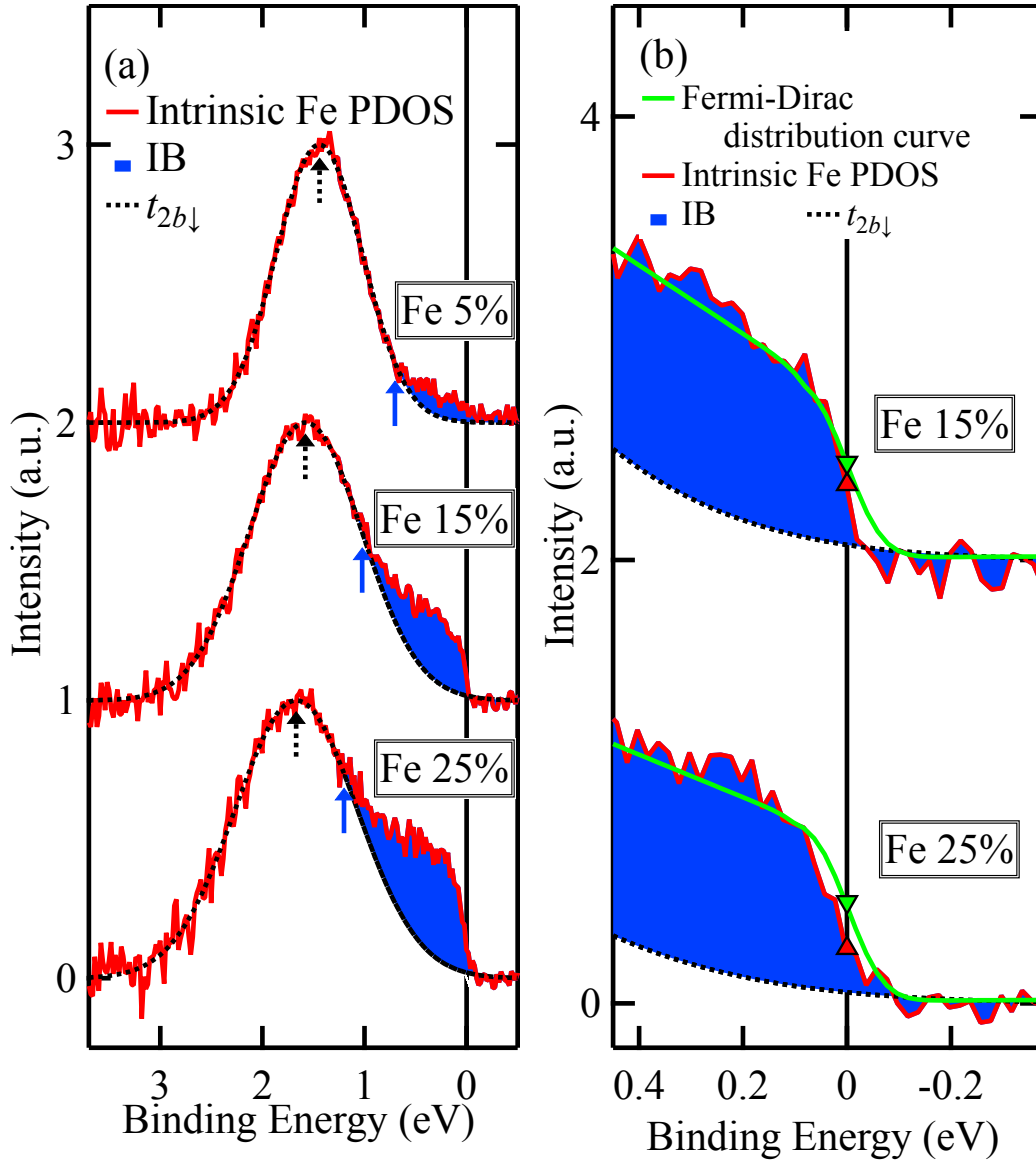 (a)
Intrinsic Fe PDOS
IB
t2b↓
3
Fe 5%
2
Fe 15%
1
Fe 25%
0
Intensity (a.u.)
3 2 1 0
Binding Energy (eV)
(b)
Fermi-Dirac
distribution curve
Intrinsic Fe PDOS
IB t2b↓
4
Fe 15%
2
Fe 25%
0
Intensity (a.u.)
0.4 0.2 0 -0.2
Binding Energy (eV)